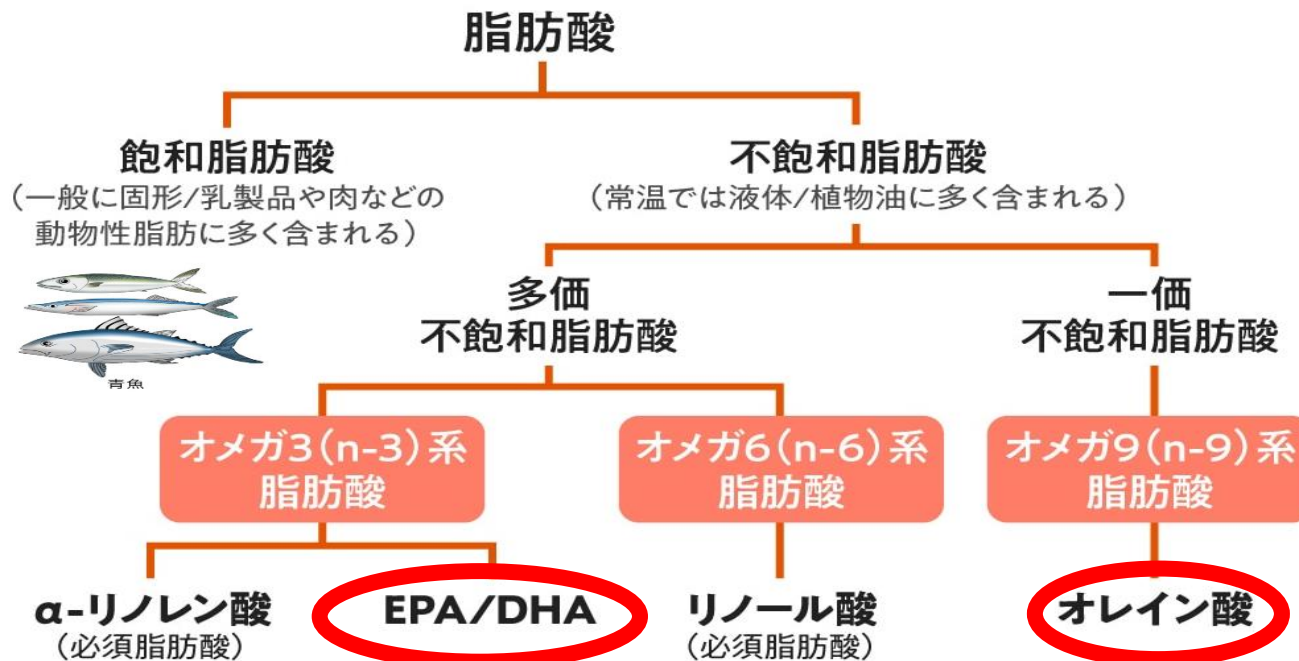 脂肪酸
飽和脂肪酸
(一般に固形/乳製品や肉などの
動物性脂肪に多く含まれる)
不飽和脂肪酸
(常温では液体/植物油に多く含まれる)
青魚
多価
不飽和脂肪酸
一価
不飽和脂肪酸
オメガ3(n-3)系
脂肪酸
オメガ6(n-6)系
脂肪酸
オメガ9(n-9)系
脂肪酸
α-リノレン酸
(必須脂肪酸)
EPA/DHA
リノール酸
(必須脂肪酸)
オレイン酸